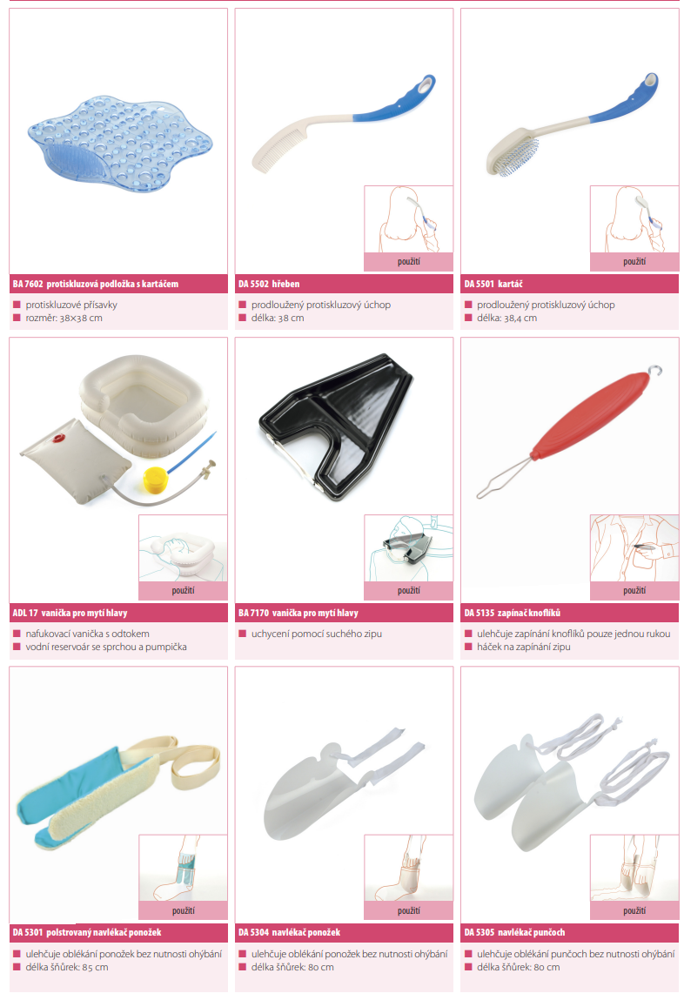 použití
použití
BA 7602 protiskluzová podložka s kartáčem
protiskluzové přísavky
rozměr: 38×38 cm
DA 5502 hřeben
prodloužený protiskluzový úchop
délka: 38 cm
DA 5501 kartáč
prodloužený protiskluzový úchop
délka: 38,4 cm
použití
použití
použití
ADL 17 vanička pro mytí hlavy
nafukovací vanička s odtokem
vodní reservoár se sprchou a pumpička
BA 7170 vanička pro mytí hlavy
uchycení pomocí suchého zipu
DA 5135 zapínač knoflíků
ulehčuje zapínání knoflíků pouze jednou rukou
háček na zapínání zipu
použití
použití
použití
DA 5301 polstrovaný navlékač ponožek
ulehčuje oblékání ponožek bez nutnosti ohýbání
délka šňůrek: 85 cm
DA 5304 navlékač ponožek
ulehčuje oblékání ponožek bez nutnosti ohýbání
délka šňůrek: 80 cm
DA 5305 navlékač punčoch
ulehčuje oblékání punčoch bez nutnosti ohýbání
délka šňůrek: 80 cm